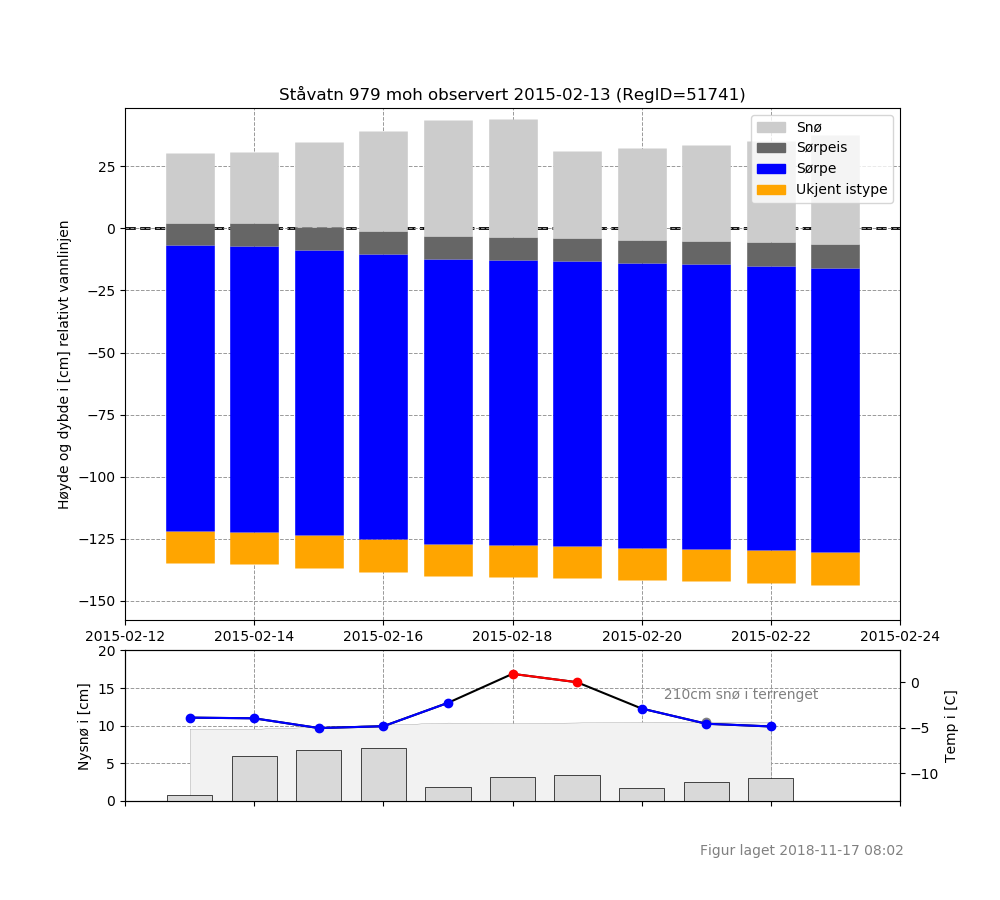 Ståvatn 979 moh observert 2015-02-13 (RegID=51741)
Snø
Sørpeis
Sørpe
Ukjent istype
Høyde og dybde i [cm] relativt vannlinjen
25
0
−25
−50
−75
−100
−125
−150
2015-02-12 2015-02-14 2015-02-16 2015-02-18 2015-02-20 2015-02-22 2015-02-24
Nysnø i [cm]
20
15
10
5
0
210cm snø i terrenget
0
−5
−10
Temp i [C]
Figur laget 2018-11-17 08:02